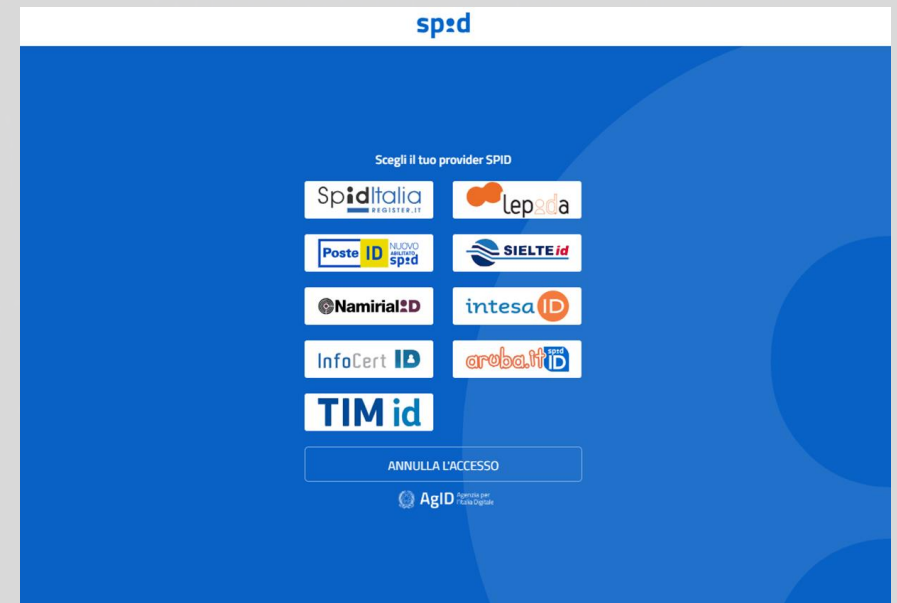 spid
Scegli il tuo provider SPID
SpidItalia
REGISTER.IT
lepida
Poste ID NUOVO
ABILITATO
spid
SIELTE id
Namirial ID
intesa ID
InfoCert ID
aruba.it spid
ID
TIM id
ANNULLA L'ACCESSO
AgID Agenzia per
l'Italia Digitale